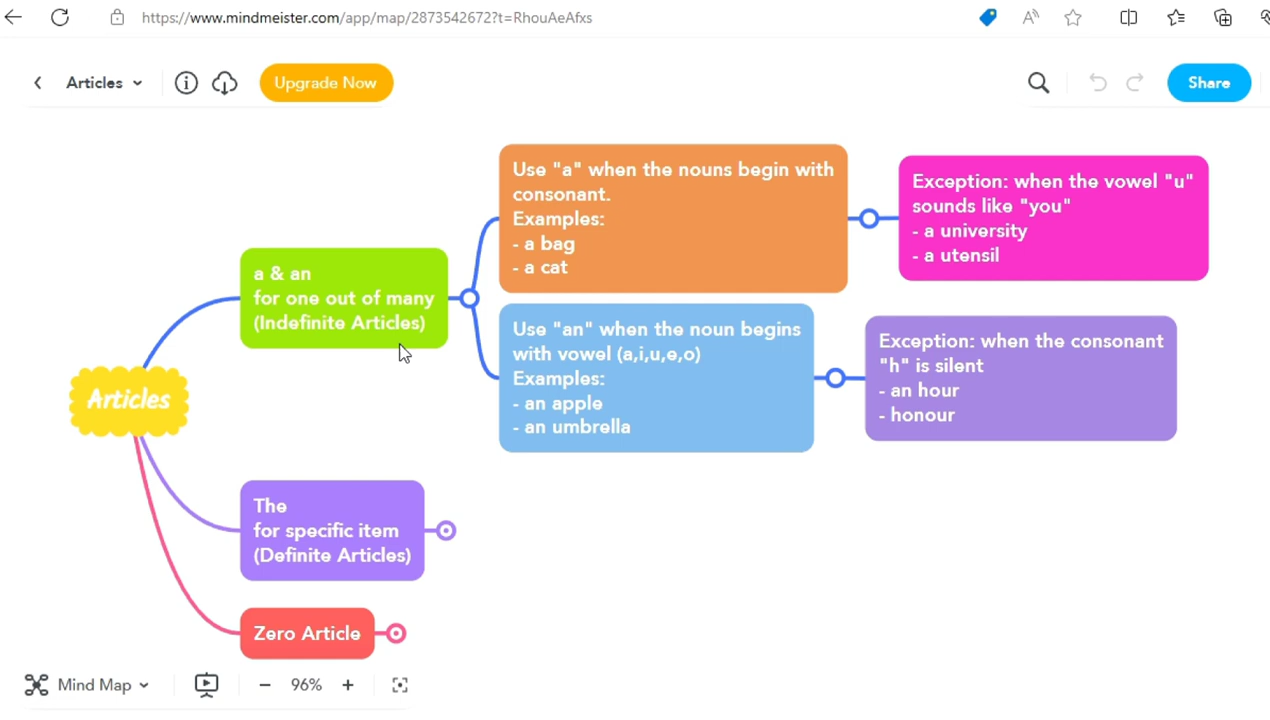 https://www.mindmeister.com/app/map/2873542672?t=RhouAeAfxs
Articles
Upgrade Now
Share
Use "a" when the nouns begin with
consonant.
Examples:
- a bag
- a cat
Exception: when the vowel "u"
sounds like "you"
- a university
- a utensil
a & an
for one out of many
(Indefinite Articles)
Use "an" when the noun begins
with vowel (a,i,u,e,o)
Examples:
- an apple
- an umbrella
Exception: when the consonant
"h" is silent
- an hour
- honour
Articles
The
for specific item
(Definite Articles)
Zero Article
Mind Map
96%